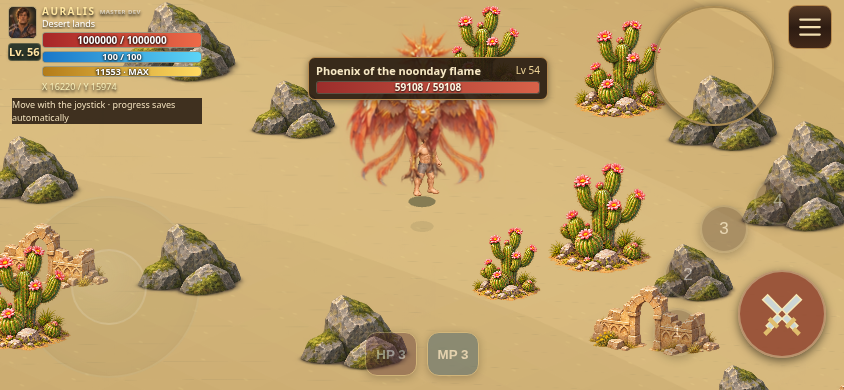 AURALIS MASTER DEV
Desert lands
Lv. 56
1000000 / 1000000
100 / 100
11553 · MAX
X 16220 / Y 15974
Move with the joystick · progress saves
automatically
Phoenix of the noonday flame Lv 54
59108 / 59108
3
2
HP 3
MP 3